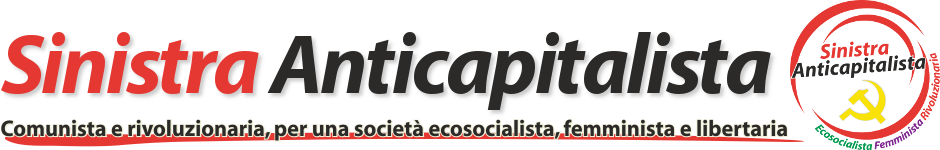 Sinistra Anticapitalista
Comunista e rivoluzionaria, per una società ecosocialista, femminista e libertaria
Sinistra
Anticapitalista
Ecosocialista Femminista Rivoluzionaria